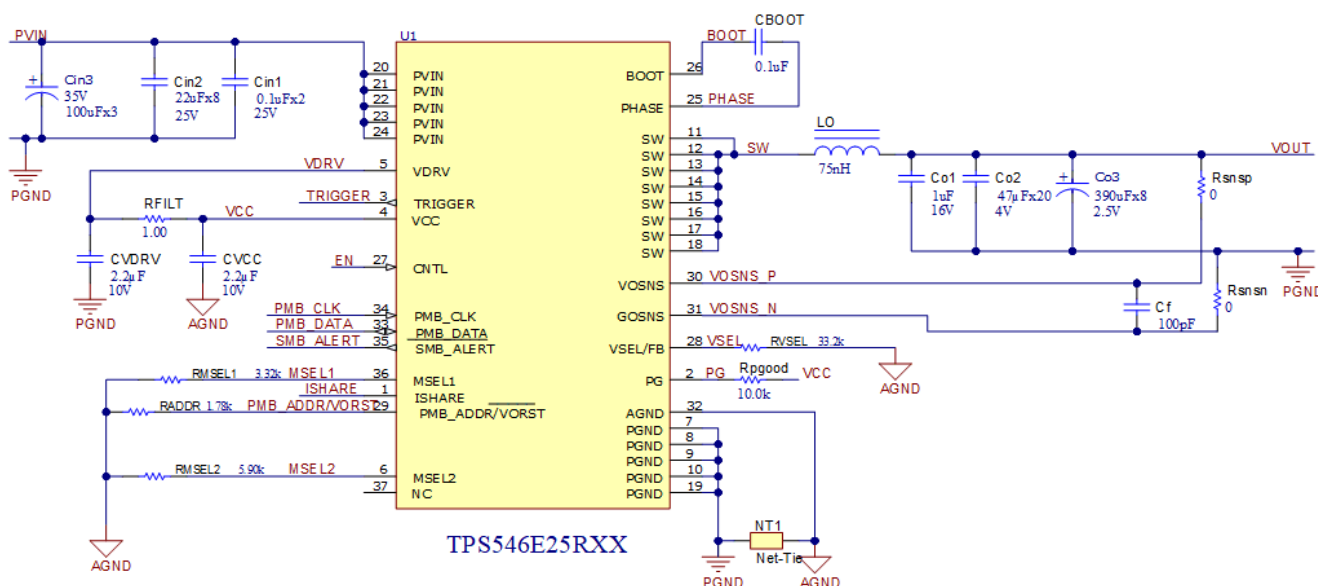 PVIN
Cin3
35V
100uFx3
Cin2
22uFx8
25V
Cin1
0.1uFx2
25V
PGND
U1
20 PVIN
21 PVIN
22 PVIN
23 PVIN
24 PVIN
VDRV 5 VDRV
TRIGGER 3 TRIGGER
VCC 4 VCC
RFILT
1.00
CVDRV
2.2µF
10V
PGND
CVCC
2.2µF
10V
AGND
EN 27 CNTL
PMB_CLK 34 PMB_CLK
PMB_DATA 33 PMB_DATA
SMB_ALERT 35 SMB_ALERT
RMSEL1 3.32k MSEL1 36 MSEL1
ISHARE 1 ISHARE
RADDR 1.78k PMB_ADDR/VORST 29 PMB_ADDR/VORST
RMSEL2 5.90k MSEL2 6 MSEL2
37 NC
AGND
CBOOT
0.1uF
BOOT 26 BOOT
PHASE 25 PHASE
SW 11
SW 12
SW 13
SW 14
SW 15
SW 16
SW 17
SW 18
SW
LO
75nH
VOUT
Co1
1uF
16V
Co2
47µFx20
4V
Co3
390uFx8
2.5V
Rsnsp
0
Rsnsn
0
PGND
VOSNS 30 VOSNS_P
GOSNS 31 VOSNS_N
Cf
100pF
VSEL/FB 28 VSEL RVSEL 33.2k
AGND
PG 2 PG Rpgood VCC
10.0k
AGND 32
PGND 7
PGND 8
PGND 9
PGND 10
PGND 19
NT1
Net-Tie
PGND
AGND
TPS546E25RXX